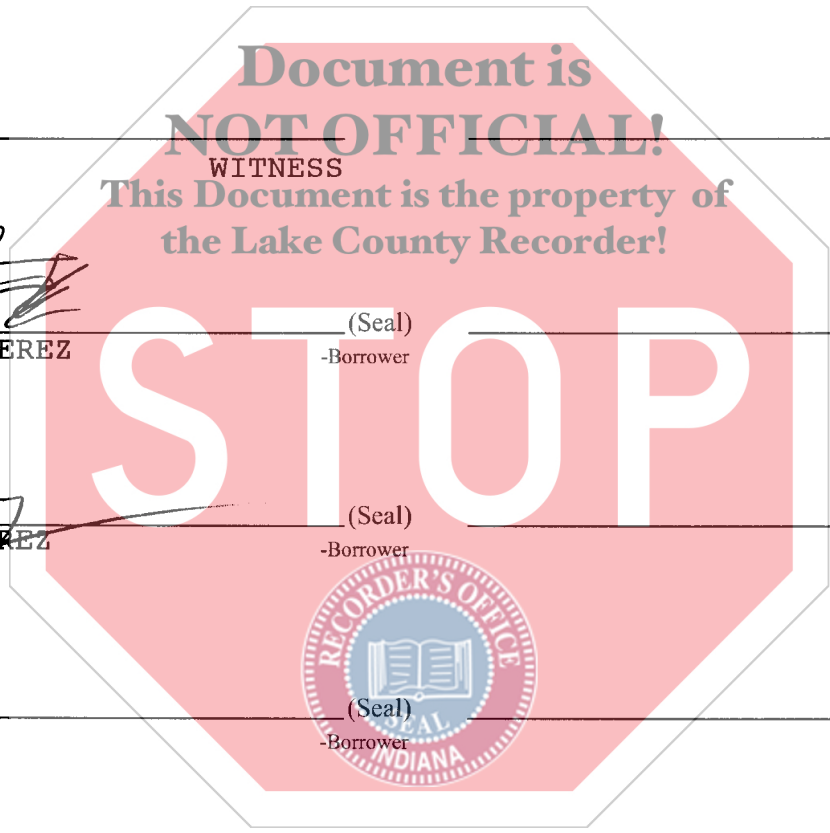 Document is
NOT OFFICIAL!
WITNESS
This Document is the property of
the Lake County Recorder!
(Seal)
EREZ
-Borrower
STOP
(Seal)
REZ
-Borrower
RECORDER'S OFFICE
(Seal)
SEAL
-Borrower
INDIANA